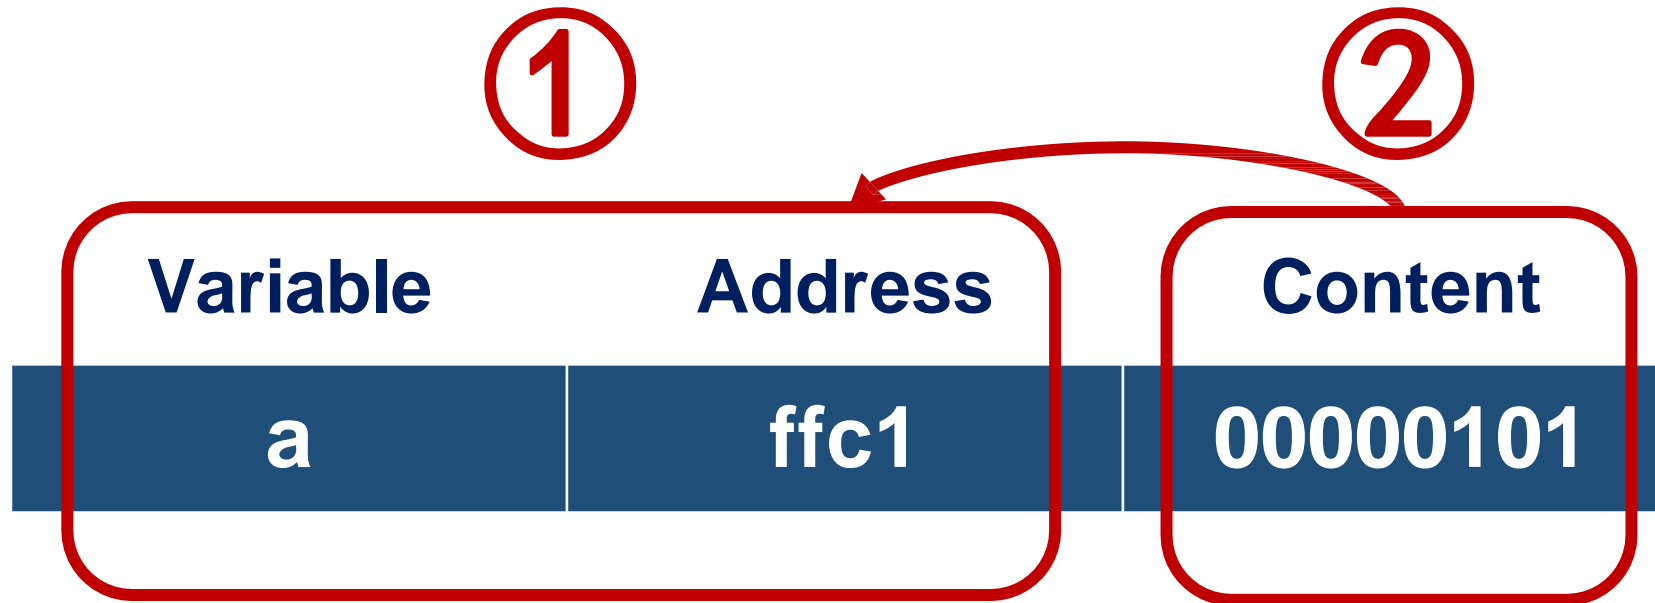 ① ②
Variable Address Content
a ffc1 00000101